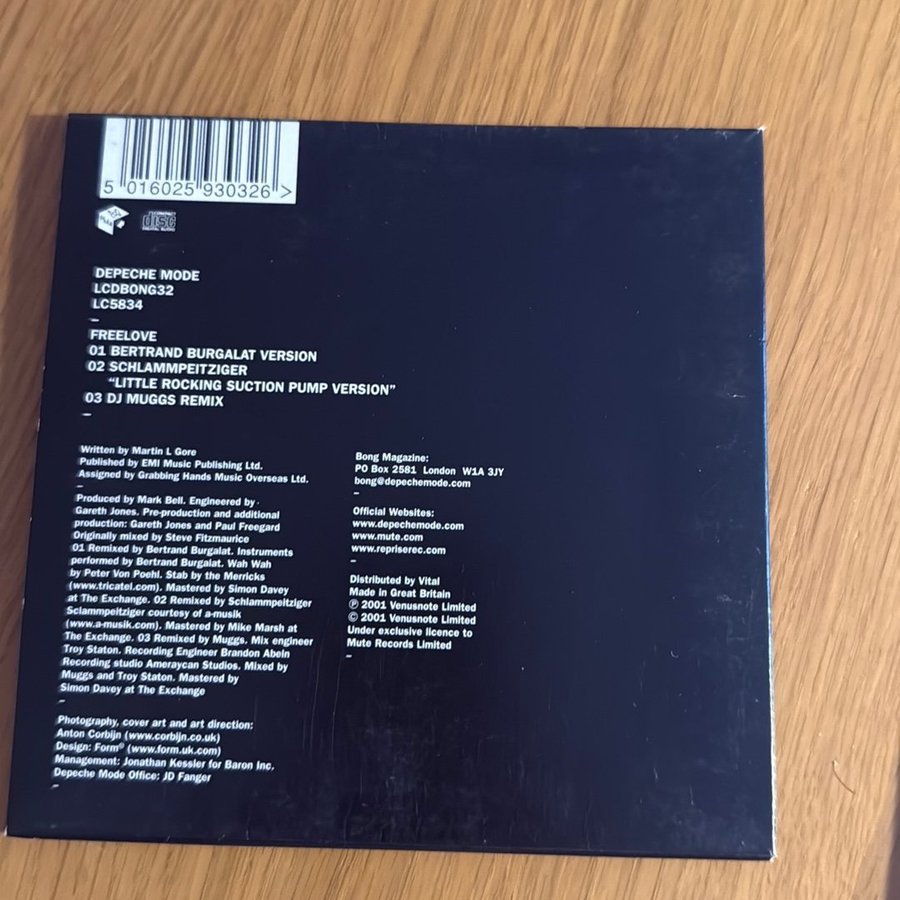 5 016025 930326 >
COMPACT
disc
DIGITAL AUDIO
DEPECHE MODE
LCDBONG32
LC5834
–
FREELOVE
01 BERTRAND BURGALAT VERSION
02 SCHLAMMPEITZIGER
“LITTLE ROCKING SUCTION PUMP VERSION”
03 DJ MUGGS REMIX
–
Written by Martin L Gore
Published by EMI Music Publishing Ltd.
Assigned by Grabbing Hands Music Overseas Ltd.
–
Produced by Mark Bell. Engineered by
Gareth Jones. Pre-production and additional
production: Gareth Jones and Paul Freegard
Originally mixed by Steve Fitzmaurice
01 Remixed by Bertrand Burgalat. Instruments
performed by Bertrand Burgalat. Wah Wah
by Peter Von Poehl. Stab by the Merricks
(www.tricatel.com). Mastered by Simon Davey
at The Exchange. 02 Remixed by Schlammpeitziger
Sclammpeitziger courtesy of a-musik
(www.a-musik.com). Mastered by Mike Marsh at
The Exchange. 03 Remixed by Muggs. Mix engineer
Troy Staton. Recording Engineer Brandon Abein
Recording studio Ameraycan Studios. Mixed by
Muggs and Troy Staton. Mastered by
Simon Davey at The Exchange
–
Photography, cover art and art direction:
Anton Corbijn (www.corbijn.co.uk)
Design: Form® (www.form.uk.com)
Management: Jonathan Kessler for Baron Inc.
Depeche Mode Office: JD Fanger
–
Bong Magazine:
PO Box 2581 London W1A 3JY
bong@depechemode.com
–
Official Websites:
www.depechemode.com
www.mute.com
www.repriserec.com
–
Distributed by Vital
Made in Great Britain
℗ 2001 Venusnote Limited
© 2001 Venusnote Limited
Under exclusive licence to
Mute Records Limited
–